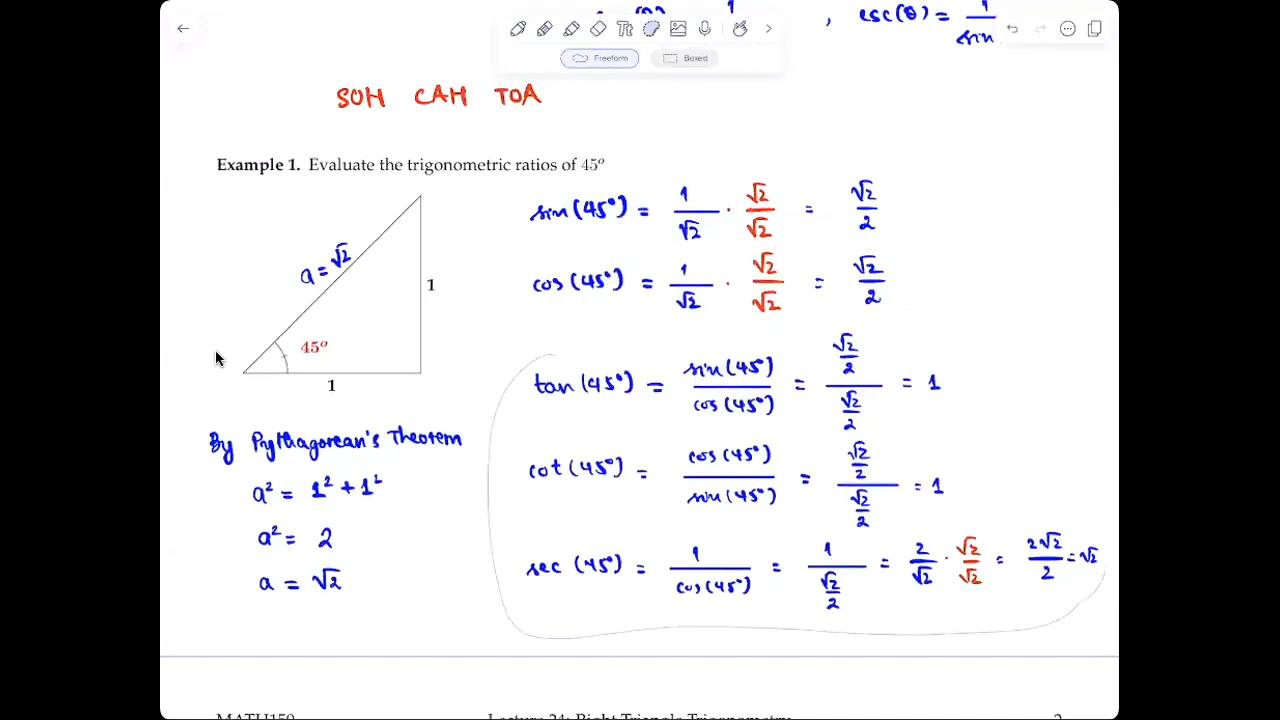 , csc(θ) = 1/sin
Freeform Boxed
SOH CAH TOA
Example 1. Evaluate the trigonometric ratios of 45°
a = √2
1
45°
1
By Pythagorean's Theorem
a² = 1² + 1²
a² = 2
a = √2
sin(45°) = 1/√2 · √2/√2 = √2/2
cos(45°) = 1/√2 · √2/√2 = √2/2
tan(45°) = sin(45°)/cos(45°) = (√2/2)/(√2/2) = 1
cot(45°) = cos(45°)/sin(45°) = (√2/2)/(√2/2) = 1
sec(45°) = 1/cos(45°) = 1/(√2/2) = 2/√2 · √2/√2 = 2√2/2 = √2
MATH150 Lecture 24: Right Triangle Trigonometry 2